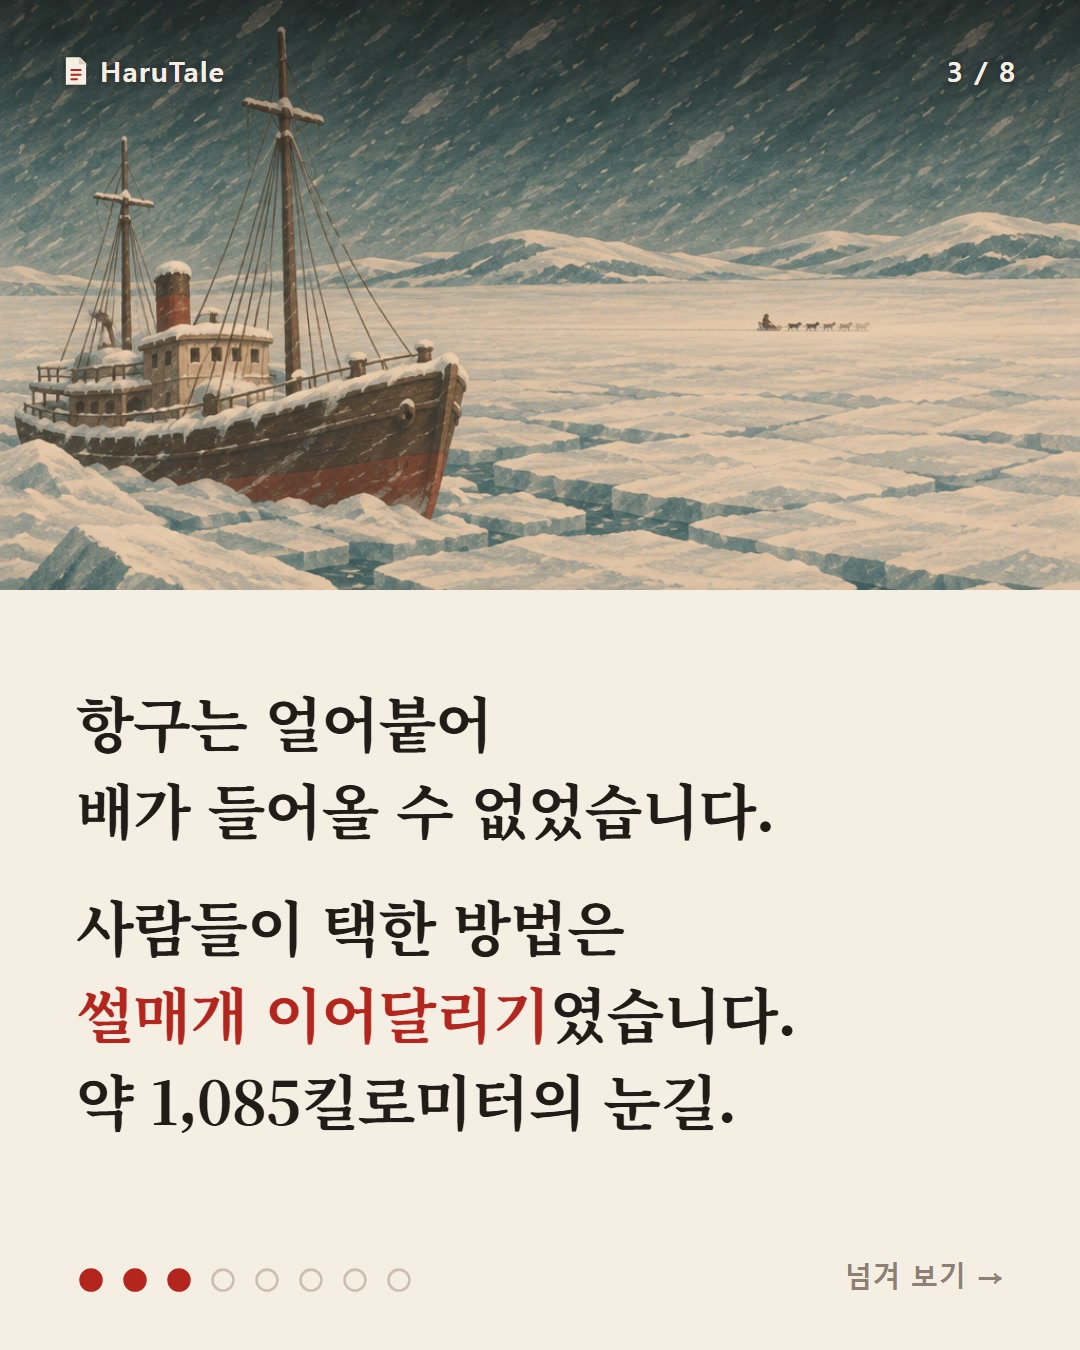 HaruTale
3 / 8
항구는 얼어붙어
배가 들어올 수 없었습니다.
사람들이 택한 방법은
썰매개 이어달리기였습니다.
약 1,085킬로미터의 눈길.
넘겨 보기 →